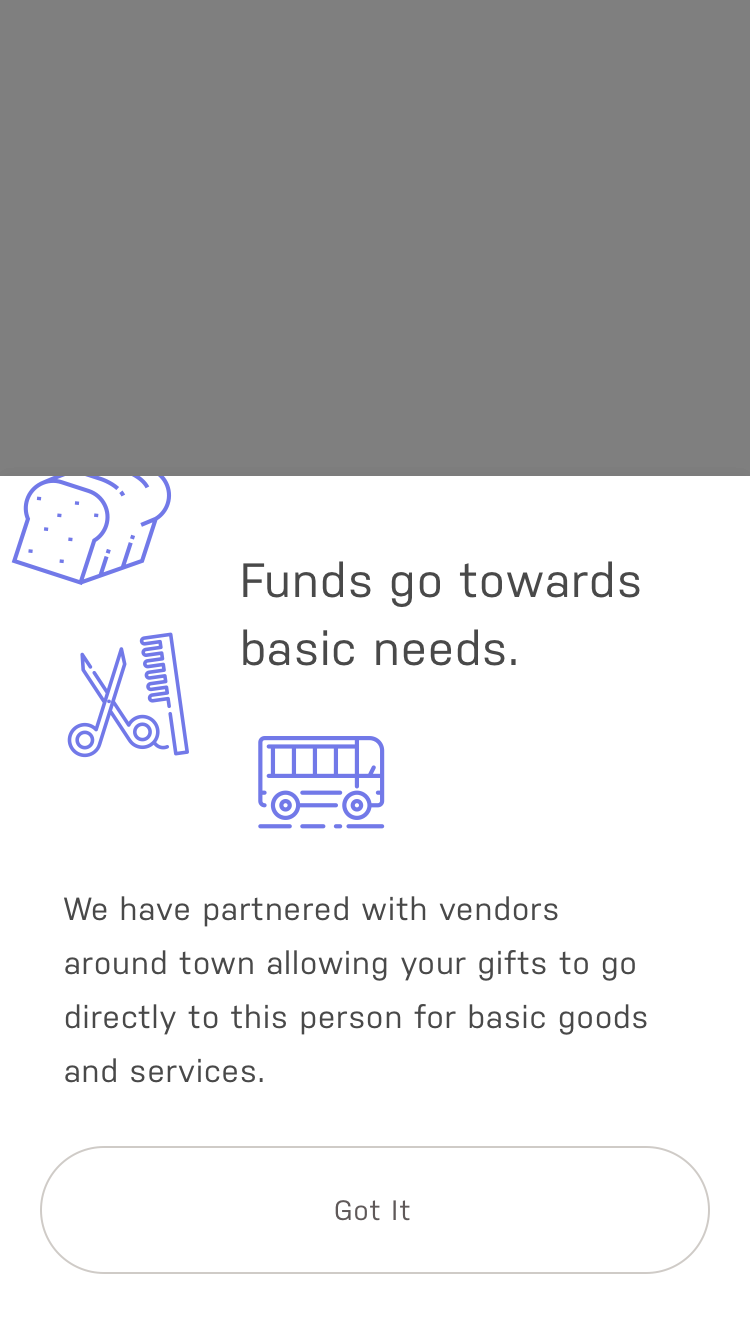 Funds go towards
basic needs.
We have partnered with vendors
around town allowing your gifts to go
directly to this person for basic goods
and services.
Got It